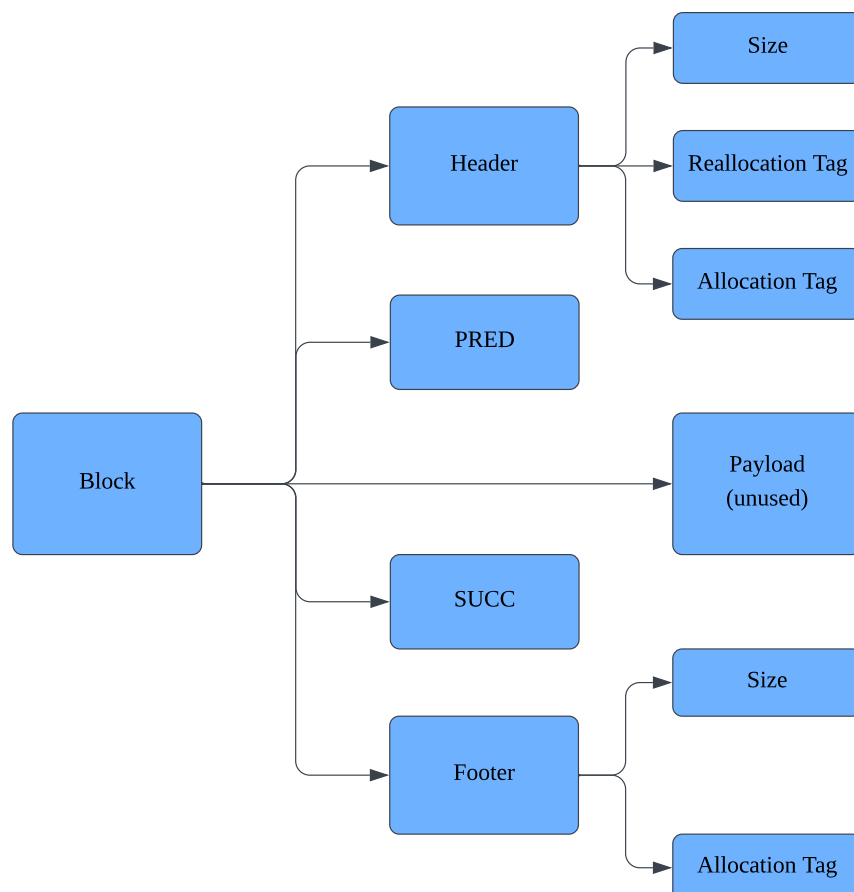 Size
Header
Reallocation Tag
Allocation Tag
PRED
Block
Payload
(unused)
SUCC
Size
Footer
Allocation Tag